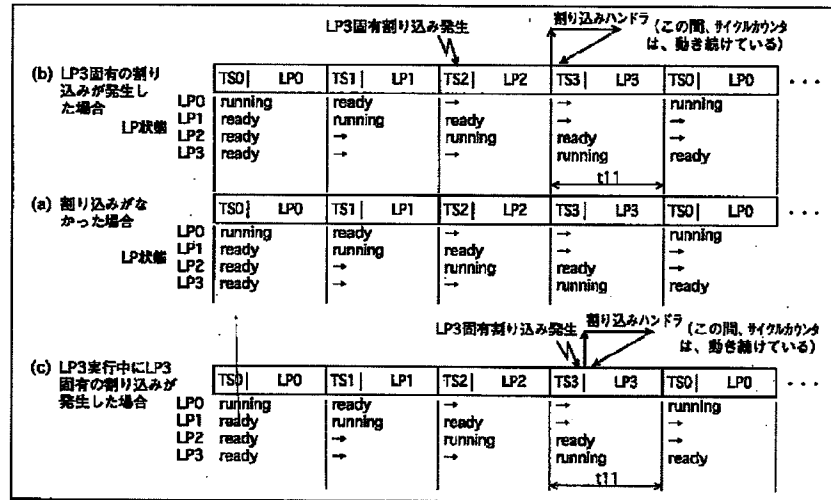 LP3固有割り込み発生 割り込みハンドラ (この間、サイクルカウンタは、動き続けている)
(b) LP3固有の割り込みが発生した場合
TS0| LP0 TS1| LP1 TS2| LP2 TS3| LP3 TS0| LP0 ・・・
LP状態
LP0 running ready → → running
LP1 ready running ready → →
LP2 ready → running ready →
LP3 ready → → running ready
t11
(a) 割り込みがなかった場合
TS0| LP0 TS1| LP1 TS2| LP2 TS3| LP3 TS0| LP0 ・・・
LP状態
LP0 running ready → → running
LP1 ready running ready → →
LP2 ready → running ready →
LP3 ready → → running ready
LP3固有割り込み発生 割り込みハンドラ (この間、サイクルカウンタは、動き続けている)
(c) LP3実行中にLP3固有の割り込みが発生した場合
TS0| LP0 TS1| LP1 TS2| LP2 TS3| LP3 TS0| LP0 ・・・
LP0 running ready → → running
LP1 ready running ready → →
LP2 ready → running ready →
LP3 ready → → running ready
t11